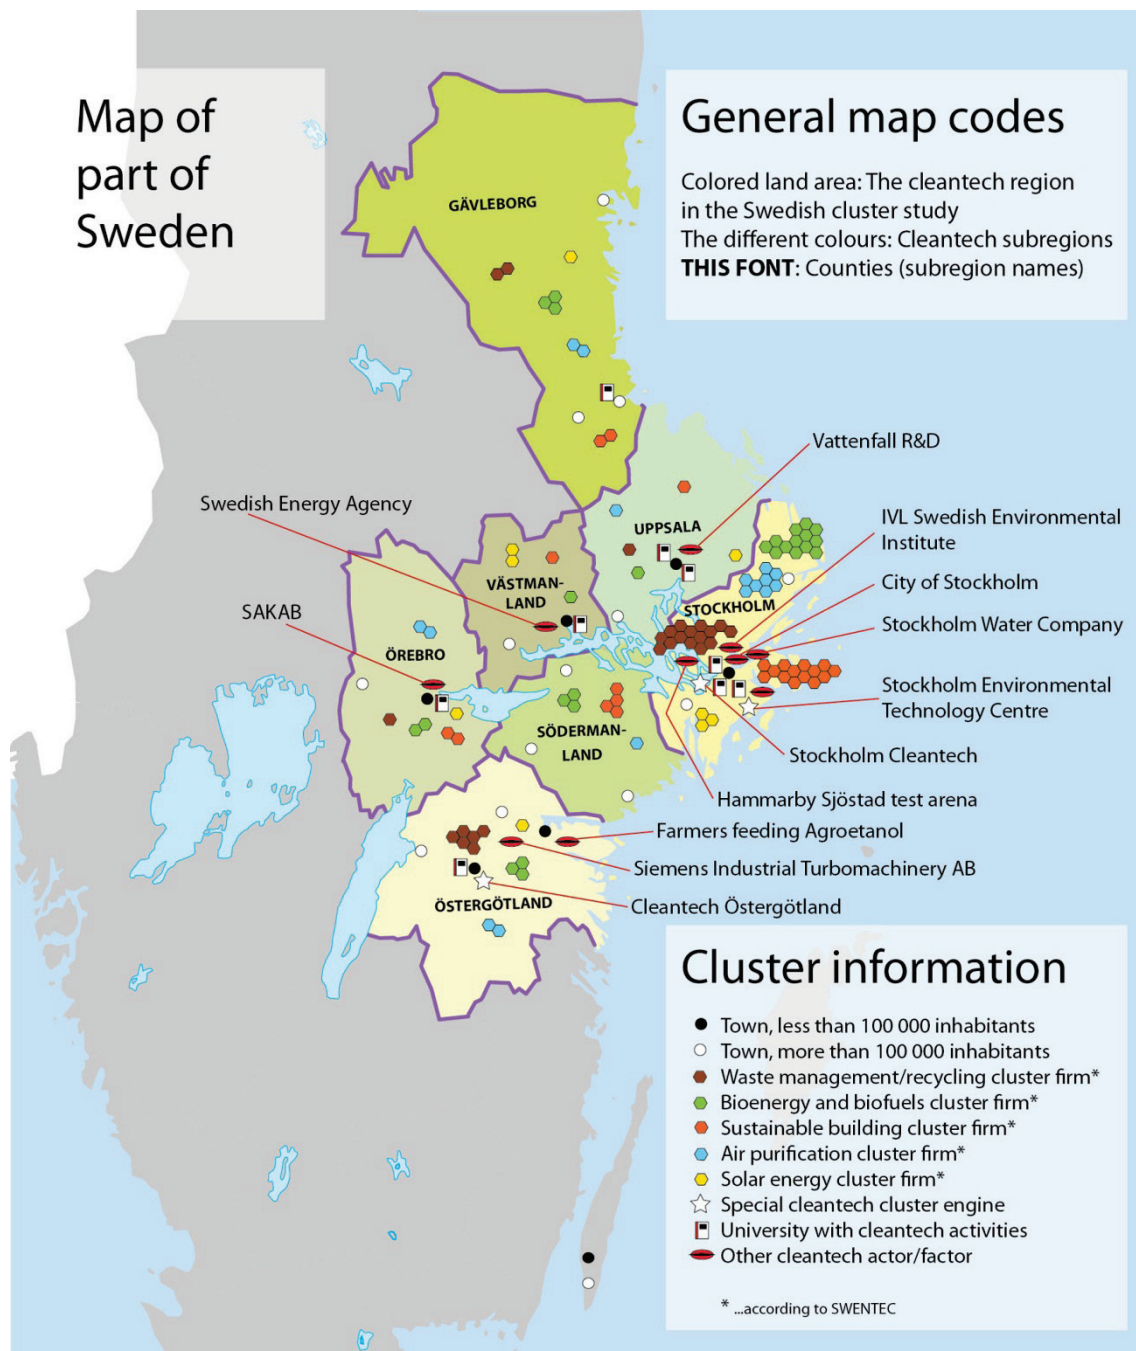 Map of
part of
Sweden
General map codes
Colored land area: The cleantech region
in the Swedish cluster study
The different colours: Cleantech subregions
THIS FONT: Counties (subregion names)
GÄVLEBORG
Vattenfall R&D
Swedish Energy Agency
UPPSALA
IVL Swedish Environmental
Institute
VÄSTMAN-
LAND
City of Stockholm
STOCKHOLM
SAKAB
Stockholm Water Company
ÖREBRO
Stockholm Environmental
Technology Centre
SÖDERMAN-
LAND
Stockholm Cleantech
Hammarby Sjöstad test arena
Farmers feeding Agroetanol
Siemens Industrial Turbomachinery AB
ÖSTERGÖTLAND
Cleantech Östergötland
Cluster information
Town, less than 100 000 inhabitants
Town, more than 100 000 inhabitants
Waste management/recycling cluster firm*
Bioenergy and biofuels cluster firm*
Sustainable building cluster firm*
Air purification cluster firm*
Solar energy cluster firm*
Special cleantech cluster engine
University with cleantech activities
Other cleantech actor/factor
* ...according to SWENTEC